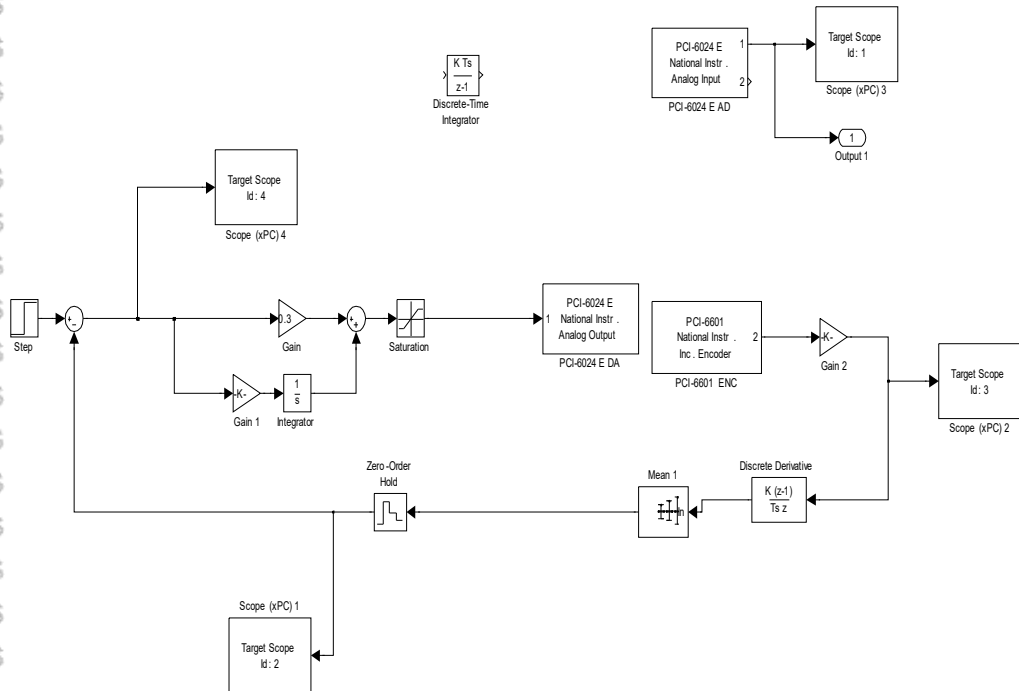 K Ts
z-1
Discrete-Time
Integrator
PCI-6024 E
National Instr .
Analog Input
1
2
PCI-6024 E AD
Target Scope
Id: 1
Scope (xPC) 3
1
Output 1
Target Scope
Id: 4
Scope (xPC) 4
Step
+
−
0.3
Gain
-K-
Gain 1
1
s
Integrator
+
+
Saturation
1
PCI-6024 E
National Instr .
Analog Output
PCI-6024 E DA
PCI-6601
National Instr .
Inc. Encoder
2
PCI-6601 ENC
-K-
Gain 2
Target Scope
Id: 3
Scope (xPC) 2
Zero-Order
Hold
Mean 1
In
Discrete Derivative
K (z-1)
Ts z
Scope (xPC) 1
Target Scope
Id: 2